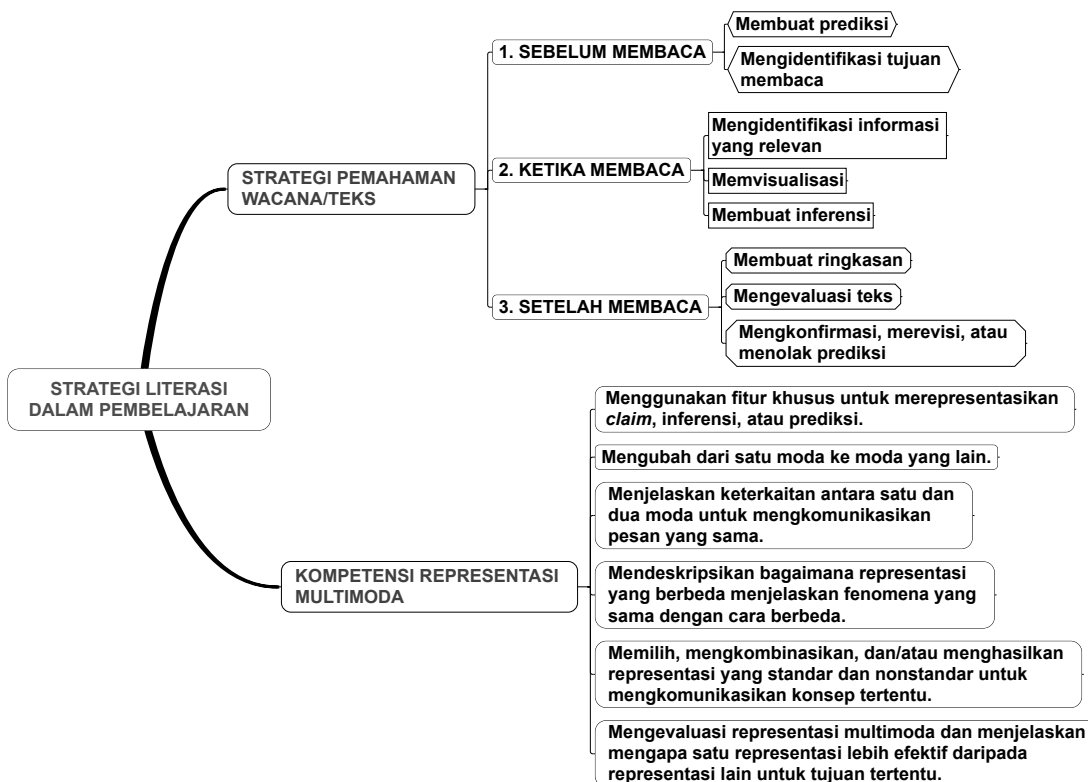 STRATEGI LITERASI
DALAM PEMBELAJARAN
STRATEGI PEMAHAMAN
WACANA/TEKS
1. SEBELUM MEMBACA
Membuat prediksi
Mengidentifikasi tujuan
membaca
2. KETIKA MEMBACA
Mengidentifikasi informasi
yang relevan
Memvisualisasi
Membuat inferensi
3. SETELAH MEMBACA
Membuat ringkasan
Mengevaluasi teks
Mengkonfirmasi, merevisi, atau
menolak prediksi
KOMPETENSI REPRESENTASI
MULTIMODA
Menggunakan fitur khusus untuk merepresentasikan
claim, inferensi, atau prediksi.
Mengubah dari satu moda ke moda yang lain.
Menjelaskan keterkaitan antara satu dan
dua moda untuk mengkomunikasikan
pesan yang sama.
Mendeskripsikan bagaimana representasi
yang berbeda menjelaskan fenomena yang
sama dengan cara berbeda.
Memilih, mengkombinasikan, dan/atau menghasilkan
representasi yang standar dan nonstandar untuk
mengkomunikasikan konsep tertentu.
Mengevaluasi representasi multimoda dan menjelaskan
mengapa satu representasi lebih efektif daripada
representasi lain untuk tujuan tertentu.